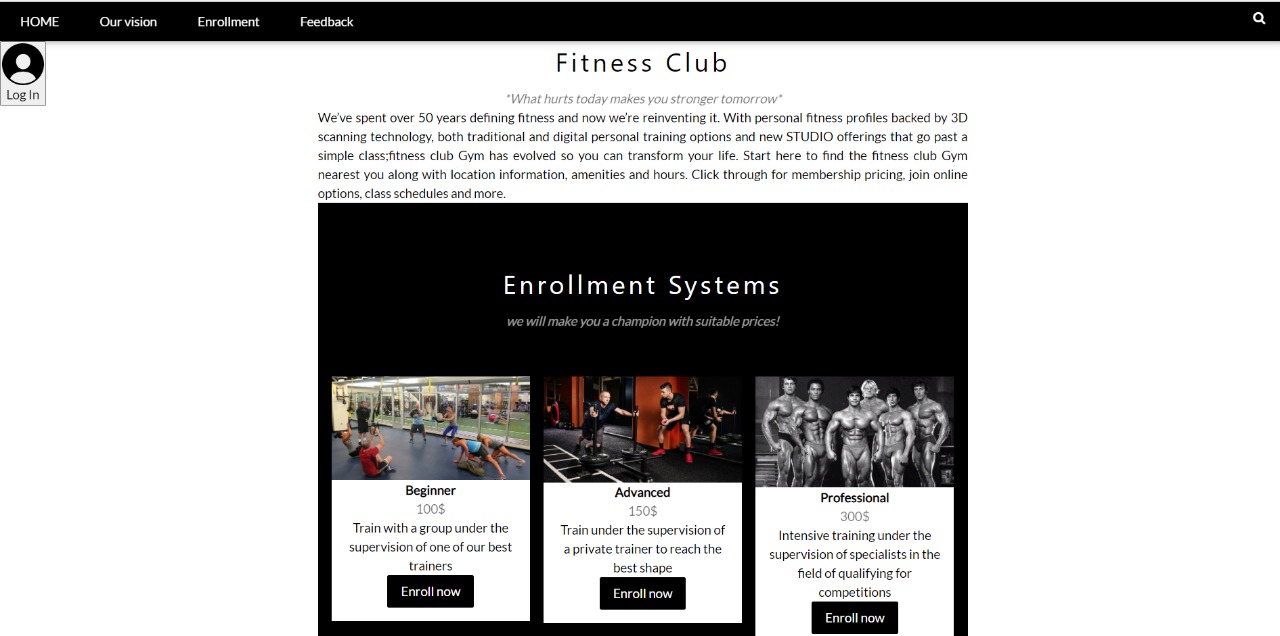 HOME Our vision Enrollment Feedback
Log In
Fitness Club
*What hurts today makes you stronger tomorrow*
We've spent over 50 years defining fitness and now we're reinventing it. With personal fitness profiles backed by 3D
scanning technology, both traditional and digital personal training options and new STUDIO offerings that go past a
simple class;fitness club Gym has evolved so you can transform your life. Start here to find the fitness club Gym
nearest you along with location information, amenities and hours. Click through for membership pricing, join online
options, class schedules and more.
Enrollment Systems
we will make you a champion with suitable prices!
Beginner
100$
Train with a group under the
supervision of one of our best
trainers
Enroll now
Advanced
150$
Train under the supervision of
a private trainer to reach the
best shape
Enroll now
Professional
300$
Intensive training under the
supervision of specialists in the
field of qualifying for
competitions
Enroll now